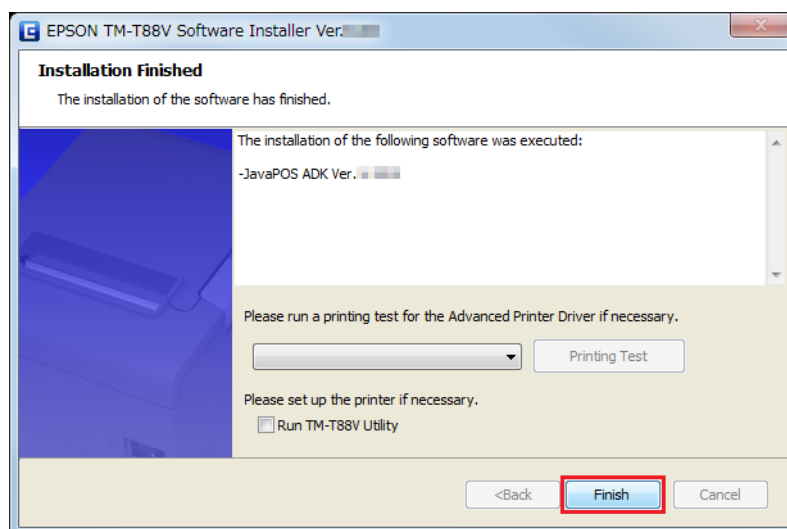 EPSON TM-T88V Software Installer Ver.
Installation Finished
The installation of the software has finished.
The installation of the following software was executed:
-JavaPOS ADK Ver.
Please run a printing test for the Advanced Printer Driver if necessary.
Printing Test
Please set up the printer if necessary.
Run TM-T88V Utility
<Back Finish Cancel